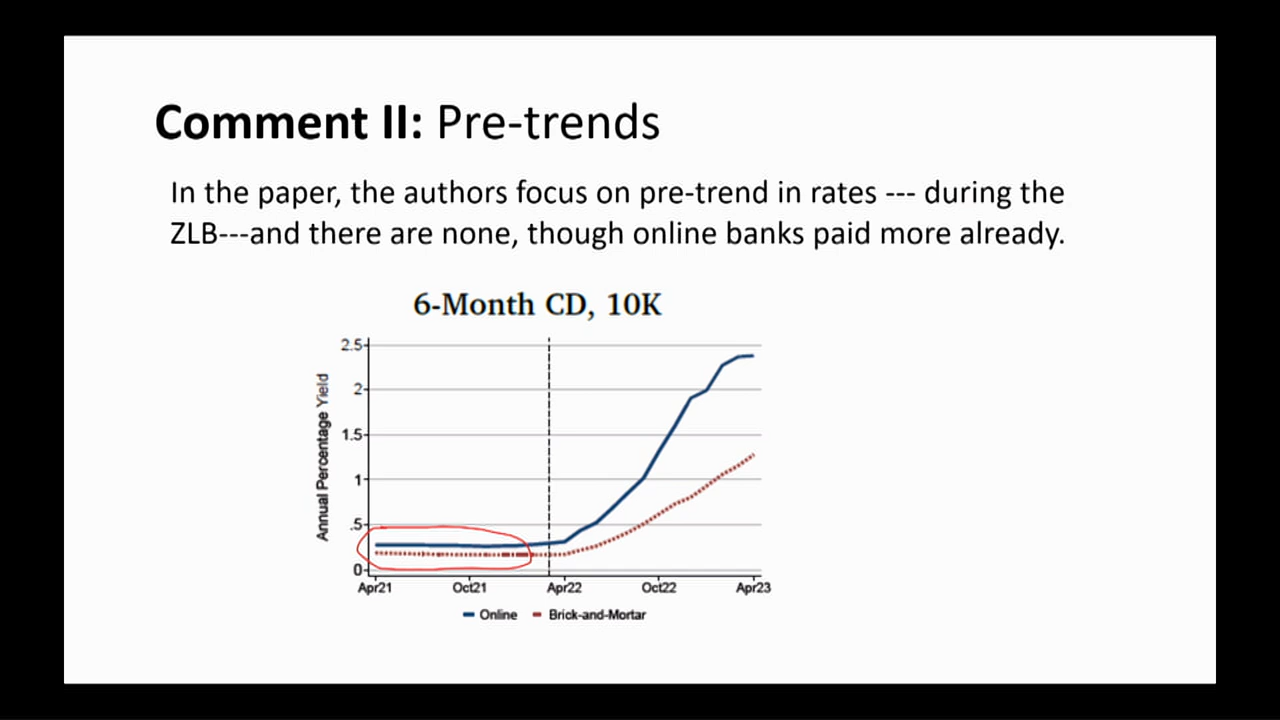 Comment II: Pre-trends
In the paper, the authors focus on pre-trend in rates --- during the
ZLB---and there are none, though online banks paid more already.
6-Month CD, 10K
Annual Percentage Yield
2.5
2
1.5
1
.5
0
Apr21 Oct21 Apr22 Oct22 Apr23
Online Brick-and-Mortar